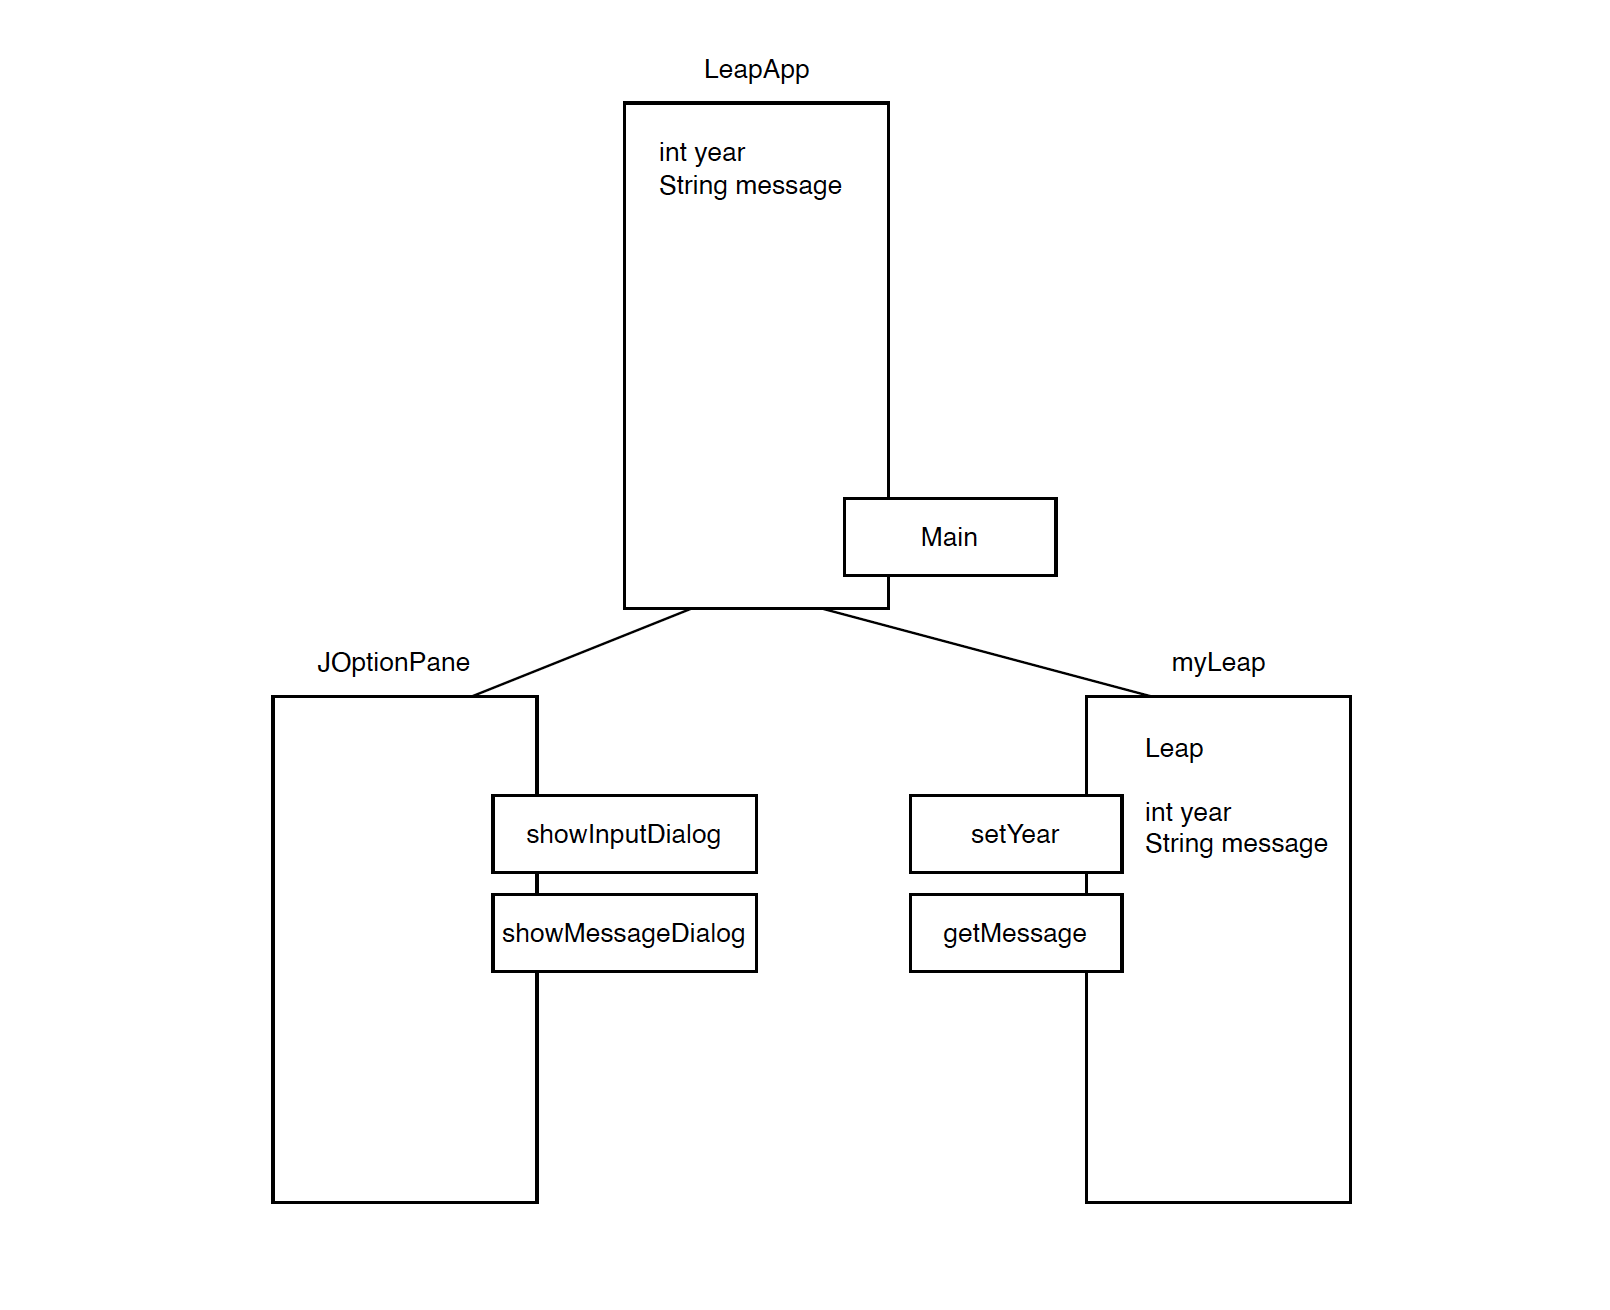 LeapApp
int year
String message
Main
JOptionPane
showInputDialog
showMessageDialog
myLeap
Leap
int year
String message
setYear
getMessage